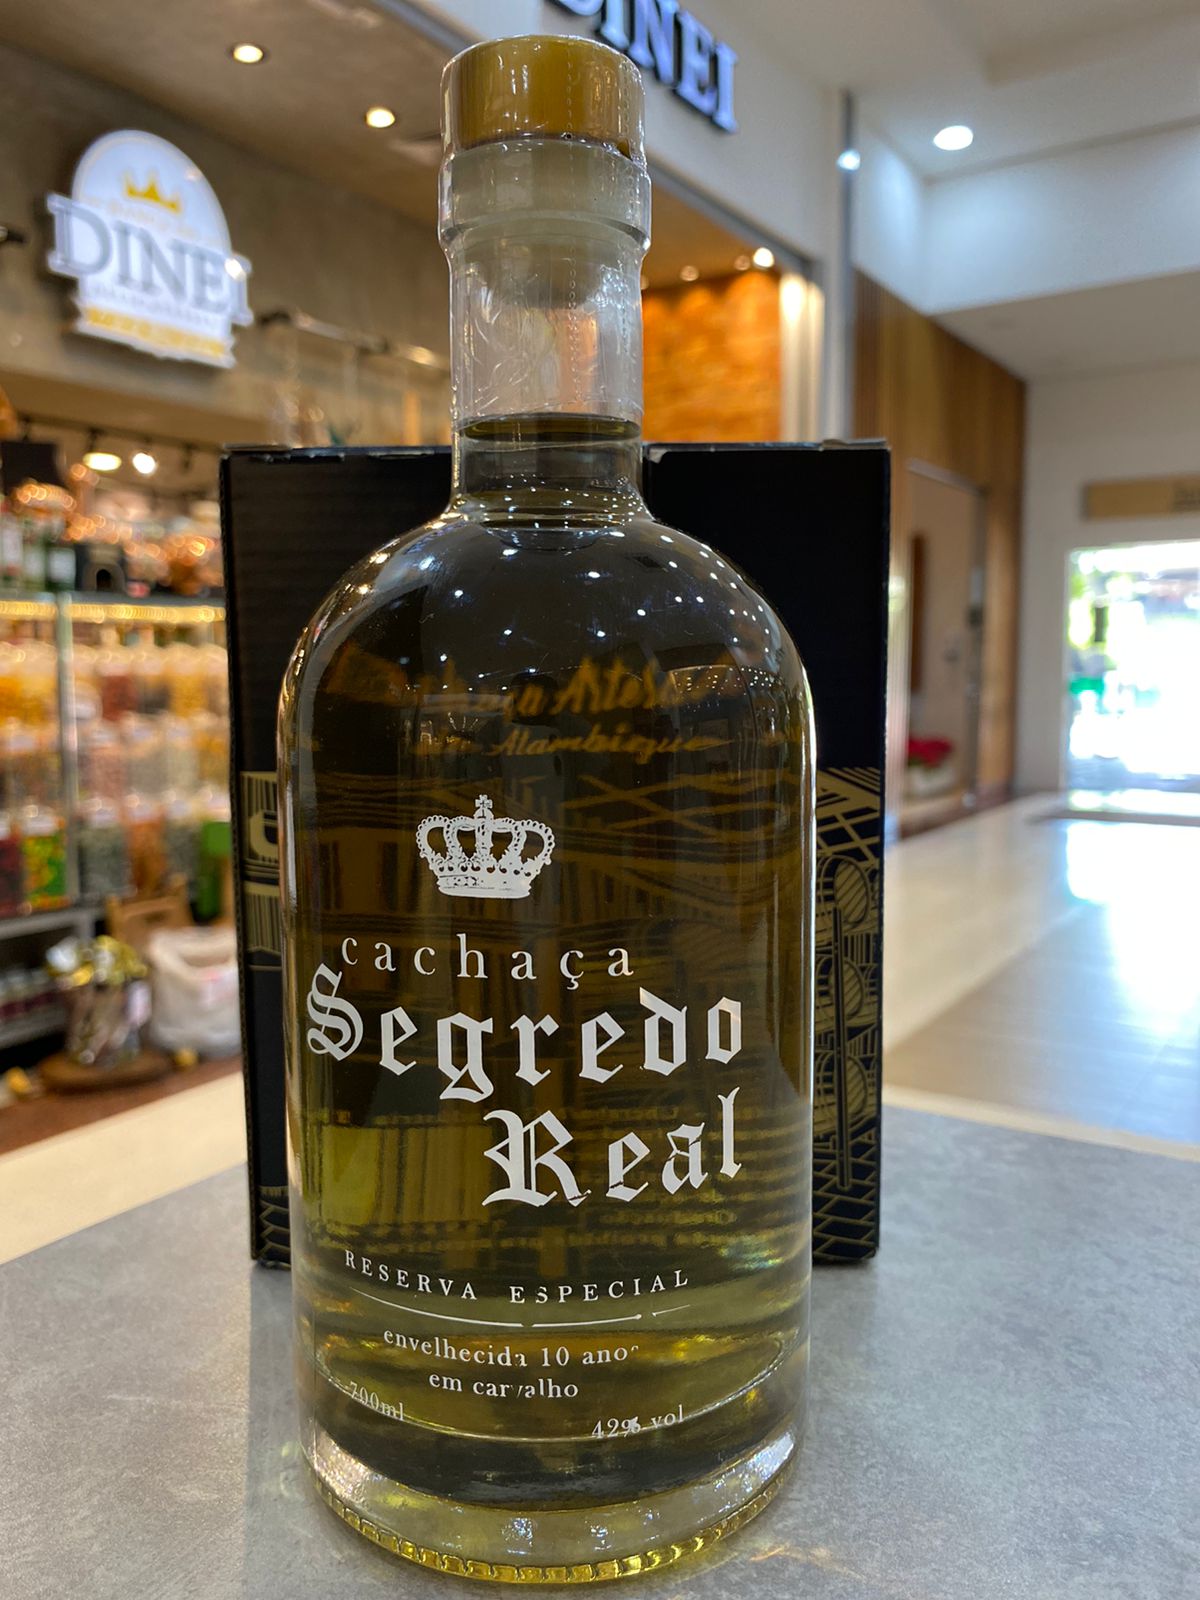 DINEI
DINEI
cachaça
Segredo
Real
RESERVA ESPECIAL
envelhecida 10 anos
em carvalho
700ml
42% vol